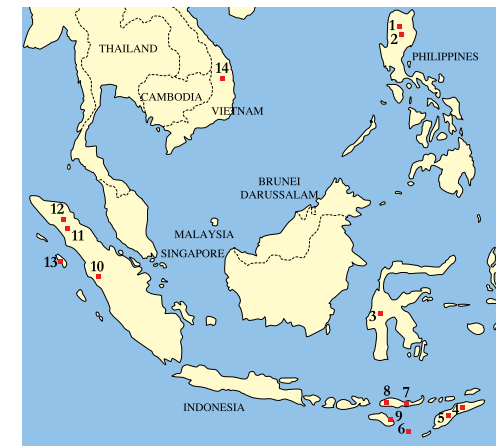 1
2
PHILIPPINES
THAILAND
14
CAMBODIA
VIETNAM
BRUNEI
DARUSSALAM
12
11
MALAYSIA
SINGAPORE
13
10
3
INDONESIA
8
7
9
6
5
4